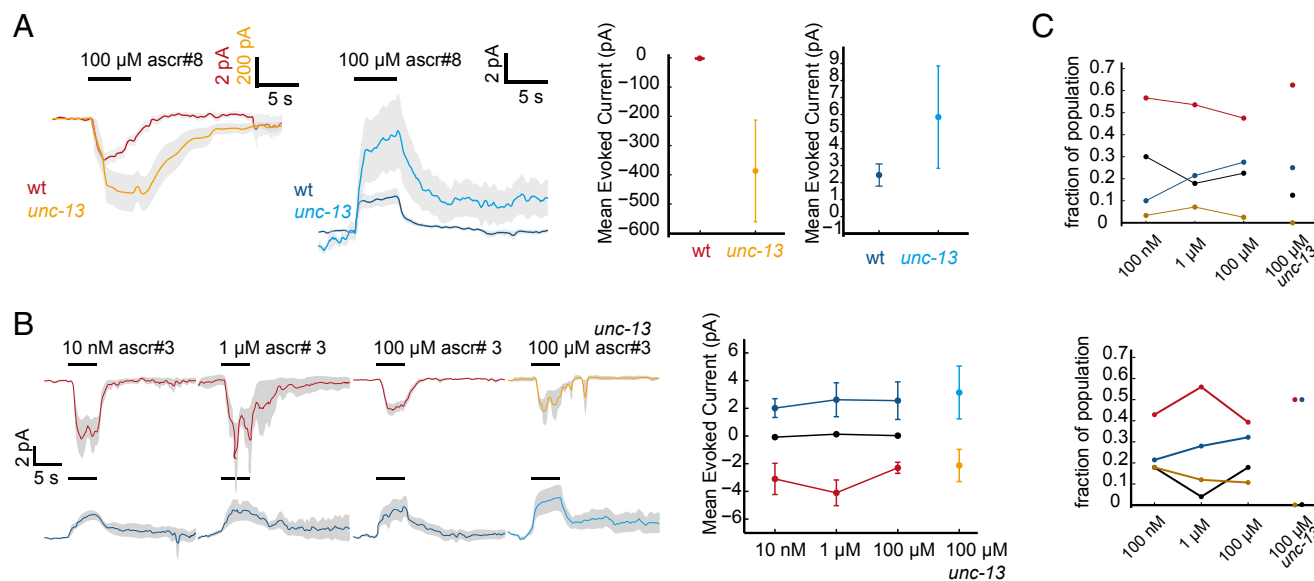 A
100 µM ascr#8
2 pA
200 pA
5 s
wt
unc-13
100 µM ascr#8
2 pA
5 s
wt
unc-13
Mean Evoked Current (pA)
0
−100
−200
−300
−400
−500
−600
wt unc-13
Mean Evoked Current (pA)
9
8
7
6
5
4
3
2
1
0
−1
wt unc-13
C
fraction of population
0.7
0.6
0.5
0.4
0.3
0.2
0.1
0
100 nM
1 µM
100 µM
100 µM
unc-13
B
10 nM ascr#3
1 µM ascr# 3
100 µM ascr# 3
unc-13
100 µM ascr#3
2 pA
5 s
Mean Evoked Current (pA)
6
4
2
0
−2
−4
−6
10 nM 1 µM 100 µM 100 µM
unc-13
fraction of population
0.7
0.6
0.5
0.4
0.3
0.2
0.1
0
100 nM
1 µM
100 µM
100 µM
unc-13